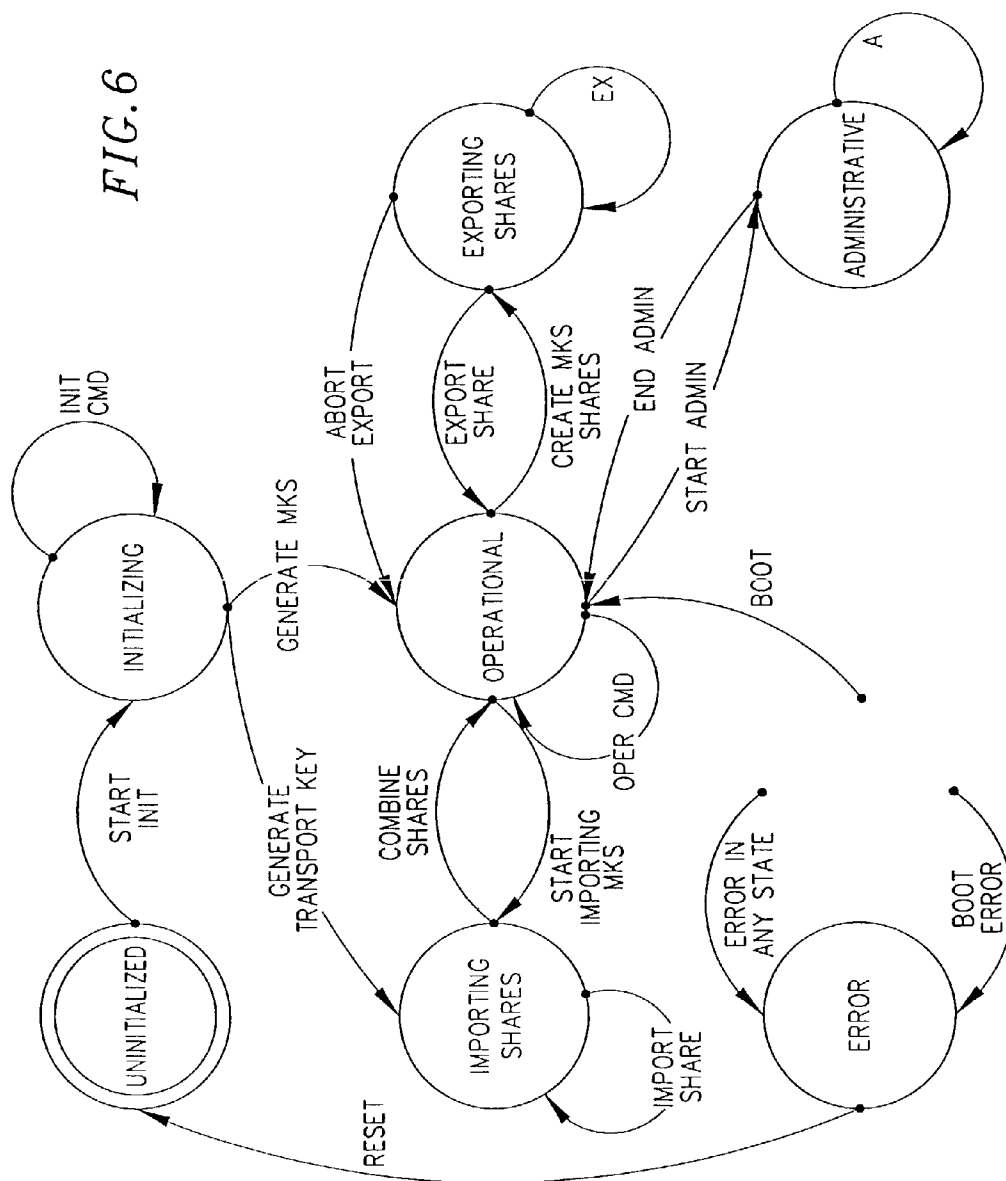 FIG. 6
UNINITIALIZED
START
INIT
INITIALIZING
INIT
CMD
GENERATE
TRANSPORT KEY
GENERATE MKS
RESET
IMPORTING
SHARES
IMPORT
SHARE
COMBINE
SHARES
START
IMPORTING
MKS
OPERATIONAL
OPER CMD
ABORT
EXPORT
EXPORT
SHARE
CREATE MKS
SHARES
EXPORTING
SHARES
EX
ERROR
ERROR IN
ANY STATE
BOOT
ERROR
BOOT
END ADMIN
START ADMIN
ADMINISTRATIVE
A